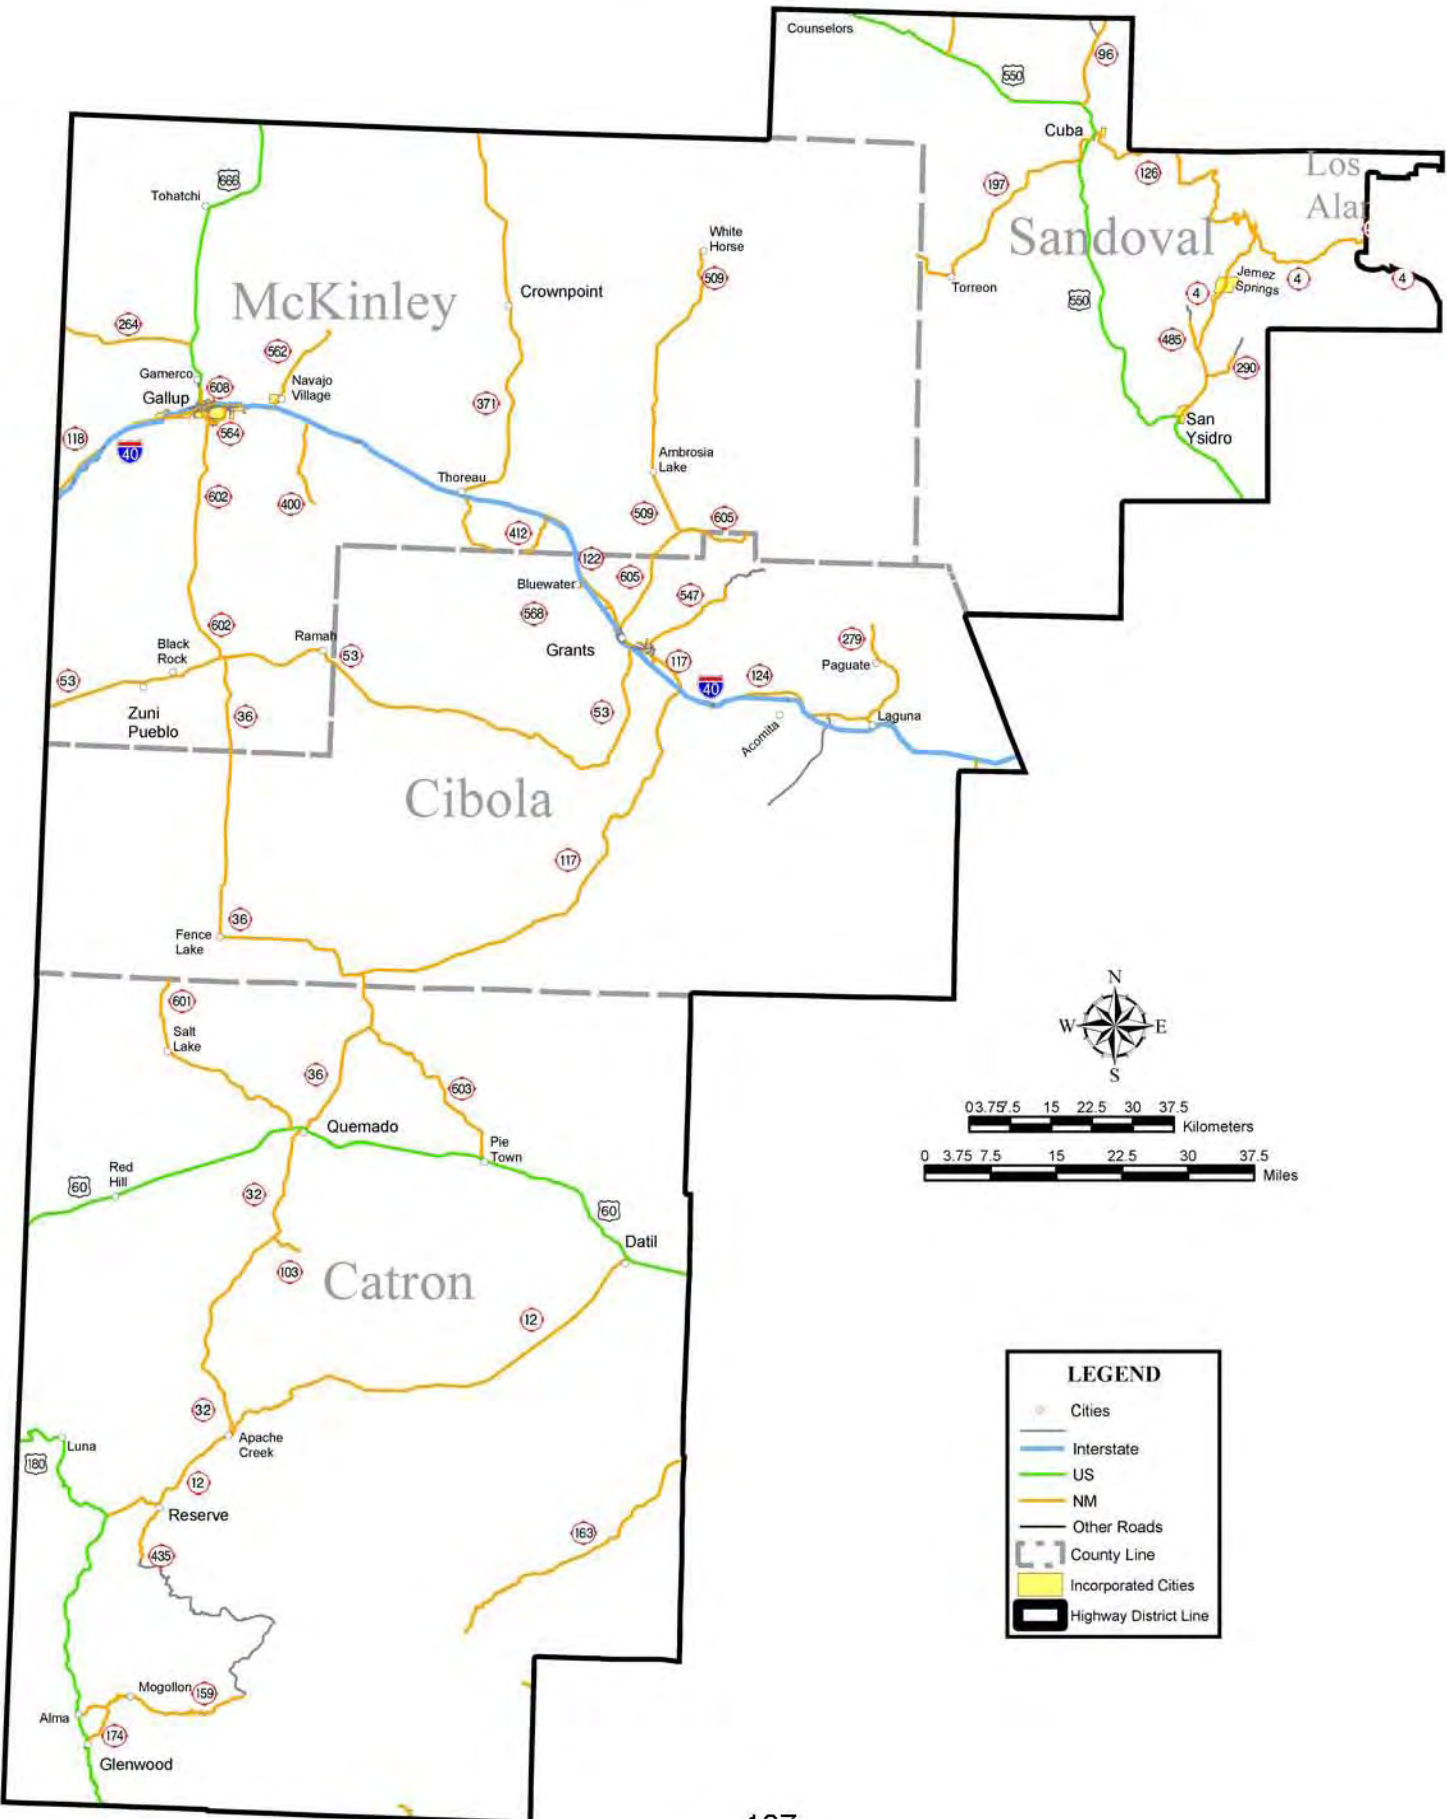 Counselors
550
96
Cuba
126
197
Los
Alar
Sandoval
Torreon
550
Jemez
Springs
4
4
4
485
290
San
Ysidro
666
Tohatchi
White
Horse
509
McKinley
Crownpoint
264
562
Gamerco
608
Navajo
Village
Gallup
371
564
118
40
Thoreau
Ambrosia
Lake
602
400
509
605
412
122
Bluewater
605
547
568
602
Grants
279
Black
Rock
Ramah
53
117
Paguate
53
40
124
Zuni
Pueblo
36
53
Acomita
Laguna
Cibola
117
36
Fence
Lake
601
Salt
Lake
36
603
Quemado
Pie
Town
Red
Hill
60
32
60
Datil
103
Catron
12
32
Apache
Creek
Luna
180
12
Reserve
163
435
Mogollon
159
Alma
174
Glenwood
N
W
E
S
0 3.75 7.5 15 22.5 30 37.5
Kilometers
0 3.75 7.5 15 22.5 30 37.5
Miles
LEGEND
Cities
Interstate
US
NM
Other Roads
County Line
Incorporated Cities
Highway District Line